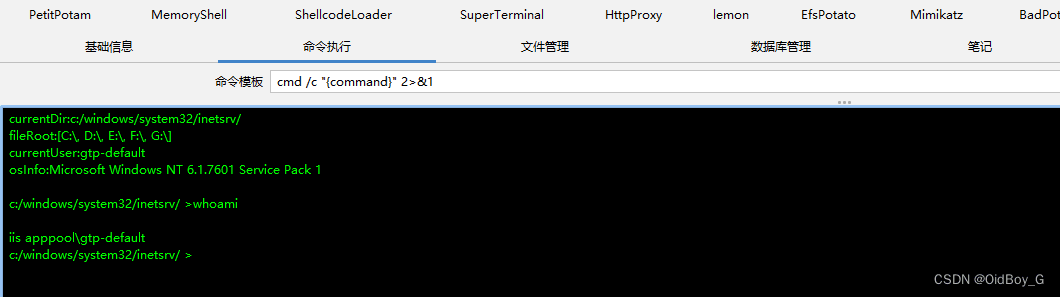 PetitPotam MemoryShell ShellcodeLoader SuperTerminal HttpProxy lemon EfsPotato Mimikatz BadPot
基础信息 命令执行 文件管理 数据库管理 笔记
命令模板 cmd /c "{command}" 2>&1
currentDir:c:/windows/system32/inetsrv/
fileRoot:[C:\, D:\, E:\, F:\, G:\]
currentUser:gtp-default
osInfo:Microsoft Windows NT 6.1.7601 Service Pack 1
c:/windows/system32/inetsrv/ >whoami
iis apppool\gtp-default
c:/windows/system32/inetsrv/ >
CSDN @OidBoy_G